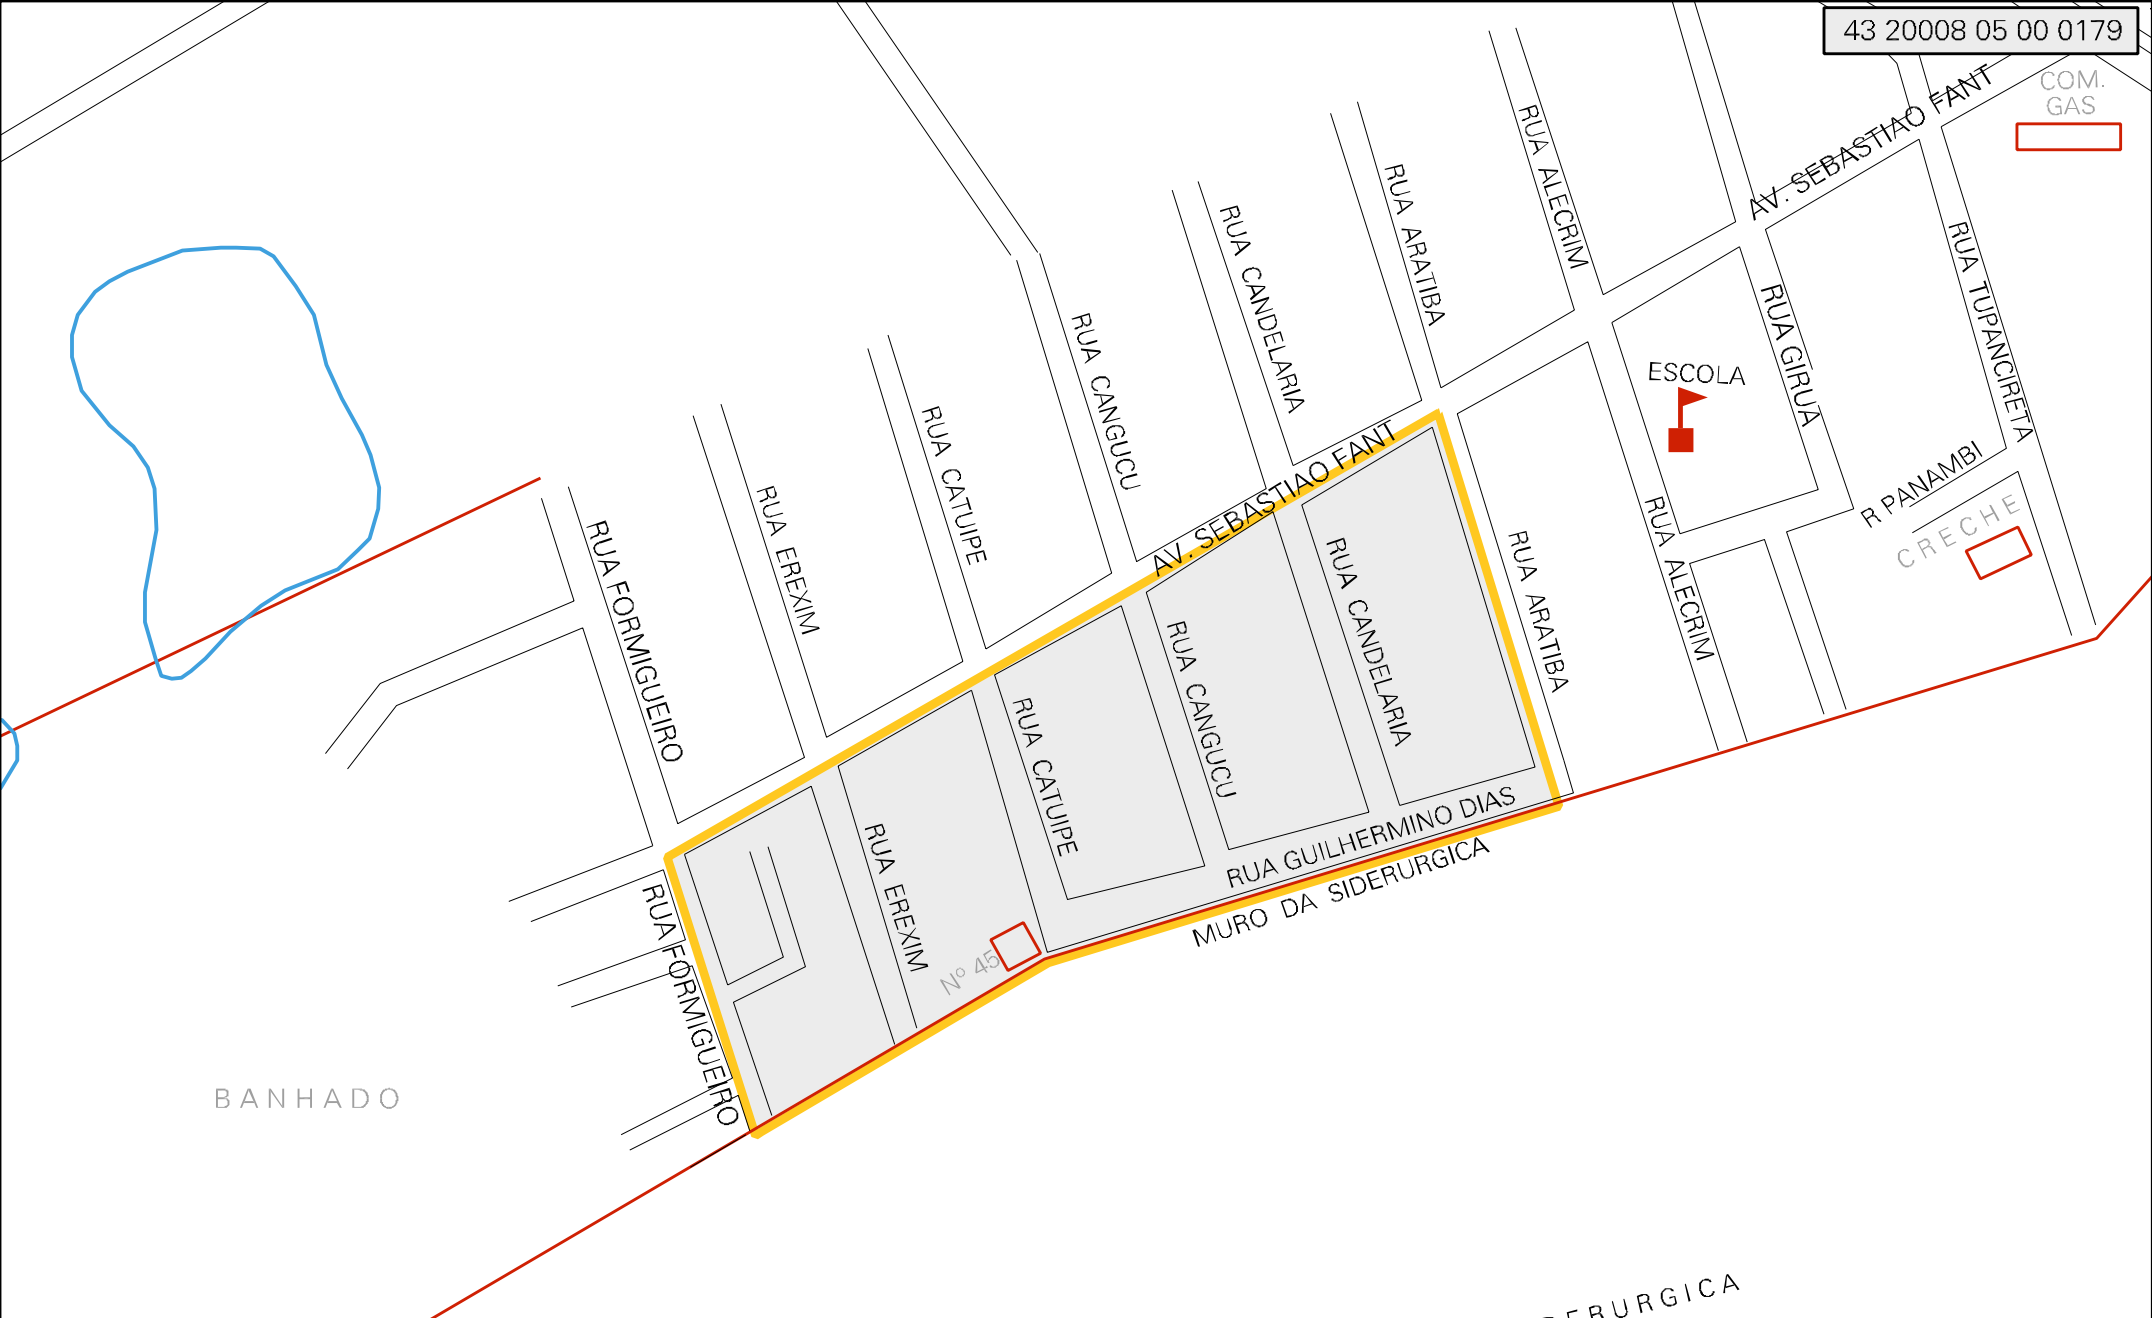 43 20008 05 00 0179
COM.
GAS
AV. SEBASTIAO FANT
RUA ALECRIM
RUA ARATIBA
RUA CANDELARIA
RUA TUPANCIRETA
RUA GIRUA
RUA CANGUCU
ESCOLA
RUA CATUIPE
AV. SEBASTIAO FANT
R PANAMBI
CRECHE
RUA EREXIM
RUA FORMIGUEIRO
RUA ALECRIM
RUA ARATIBA
RUA CANDELARIA
RUA CANGUCU
RUA CATUIPE
RUA GUILHERMINO DIAS
RUA EREXIM
MURO DA SIDERURGICA
RUA FORMIGUEIRO
Nº 45
BANHADO